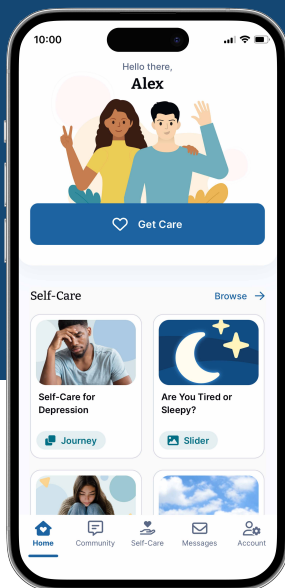 10:00
Hello there,
Alex
Get Care
Self-Care
Browse →
Self-Care for
Depression
Are You Tired or
Sleepy?
Journey
Slider
Home
Community
Self-Care
Messages
Account